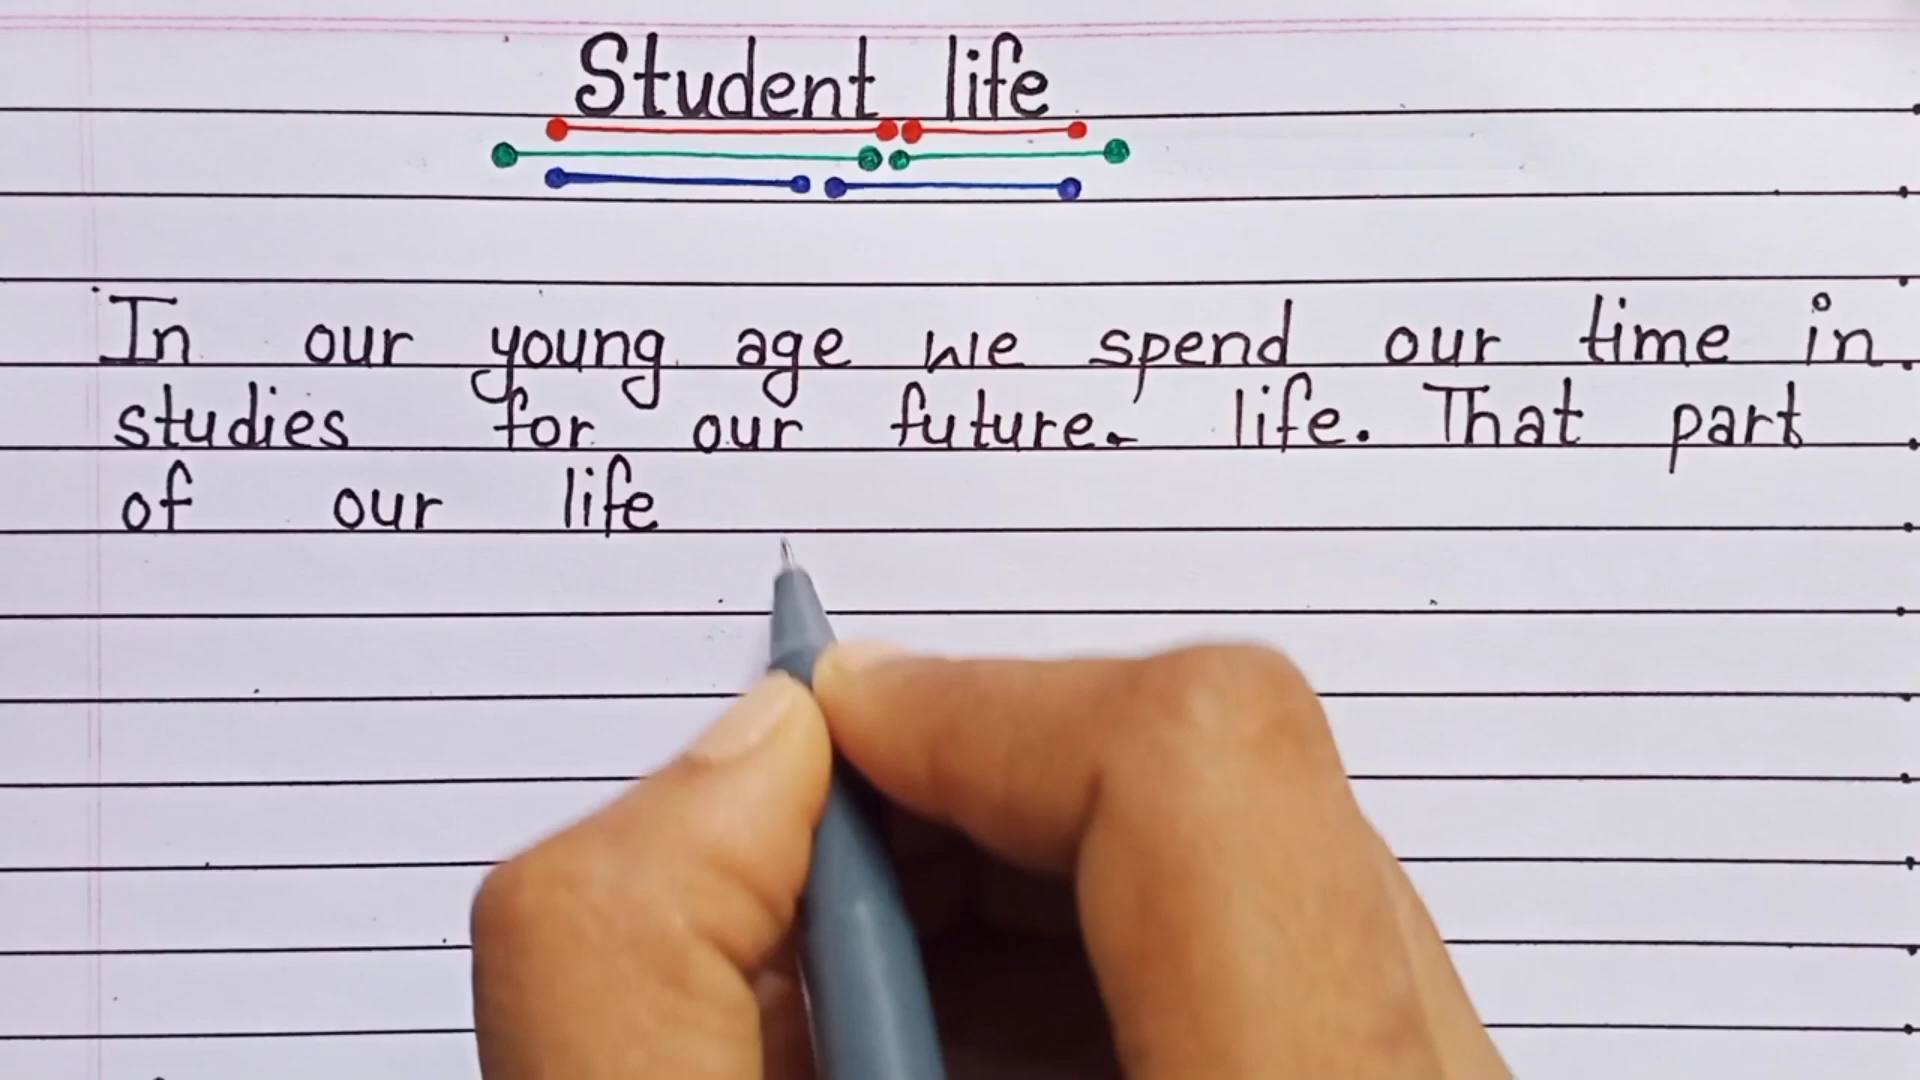 Student life
In our young age we spend our time in
studies for our future. life. That part
of our life